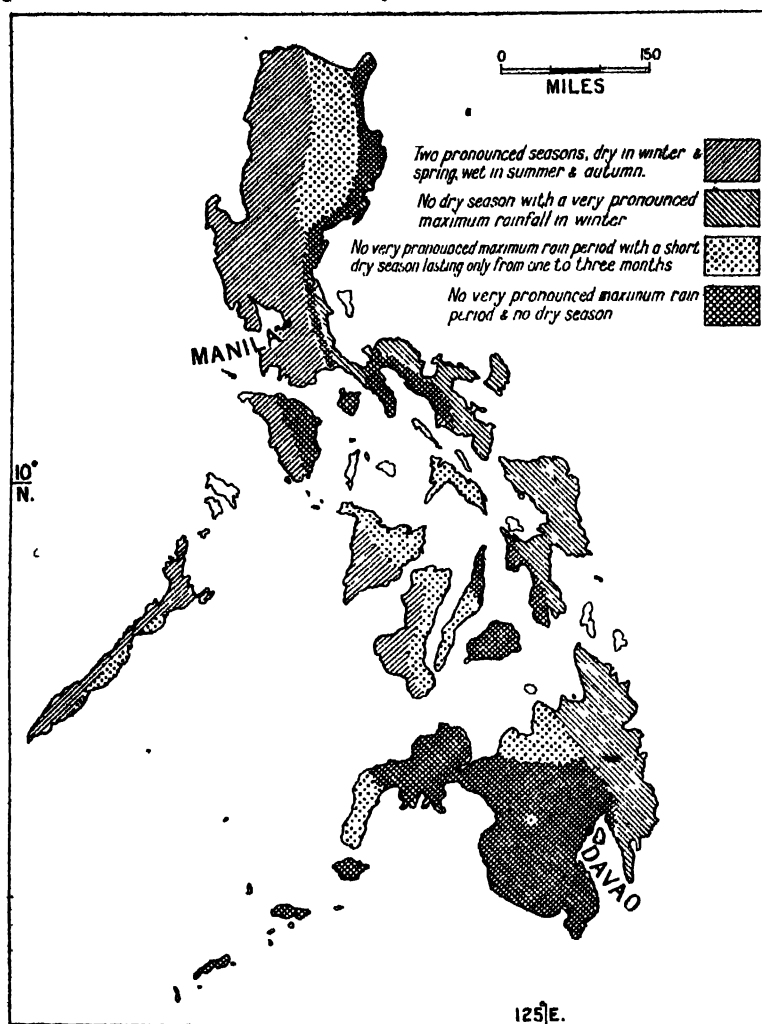 0 150
MILES
Two pronounced seasons, dry in winter &
spring, wet in summer & autumn.
No dry season with a very pronounced
maximum rainfall in winter
No very pronounced maximum rain period with a short
dry season lasting only from one to three months
No very pronounced maximum rain
period & no dry season
MANILA
10°
N.
DAVAO
125°E.